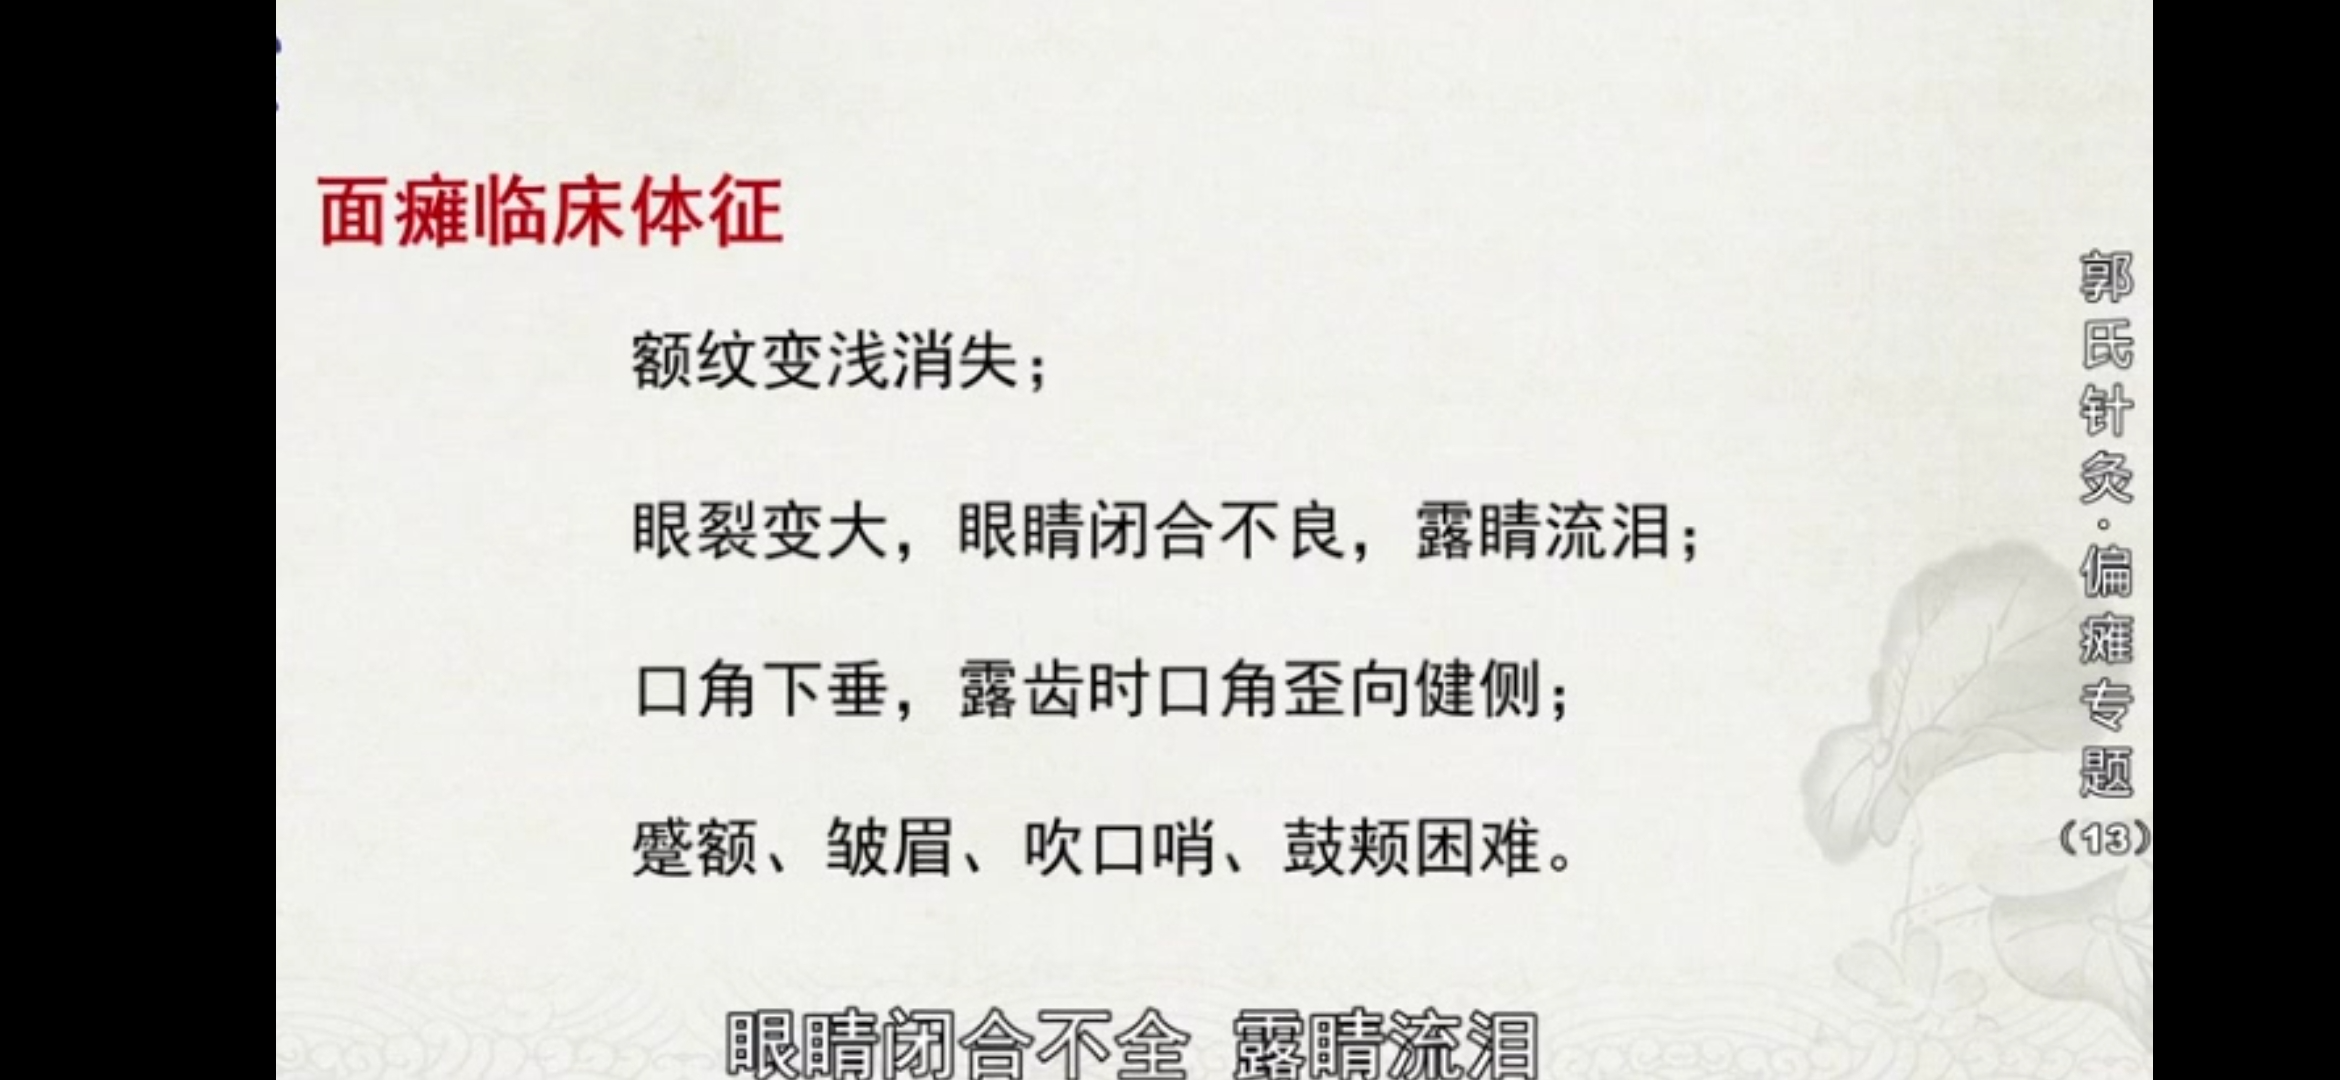 面瘫临床体征
额纹变浅消失；
眼裂变大，眼睛闭合不良，露睛流泪；
口角下垂，露齿时口角歪向健侧；
蹙额、皱眉、吹口哨、鼓颊困难。
眼睛闭合不全 露睛流泪
郭氏针灸·偏瘫专题（13）